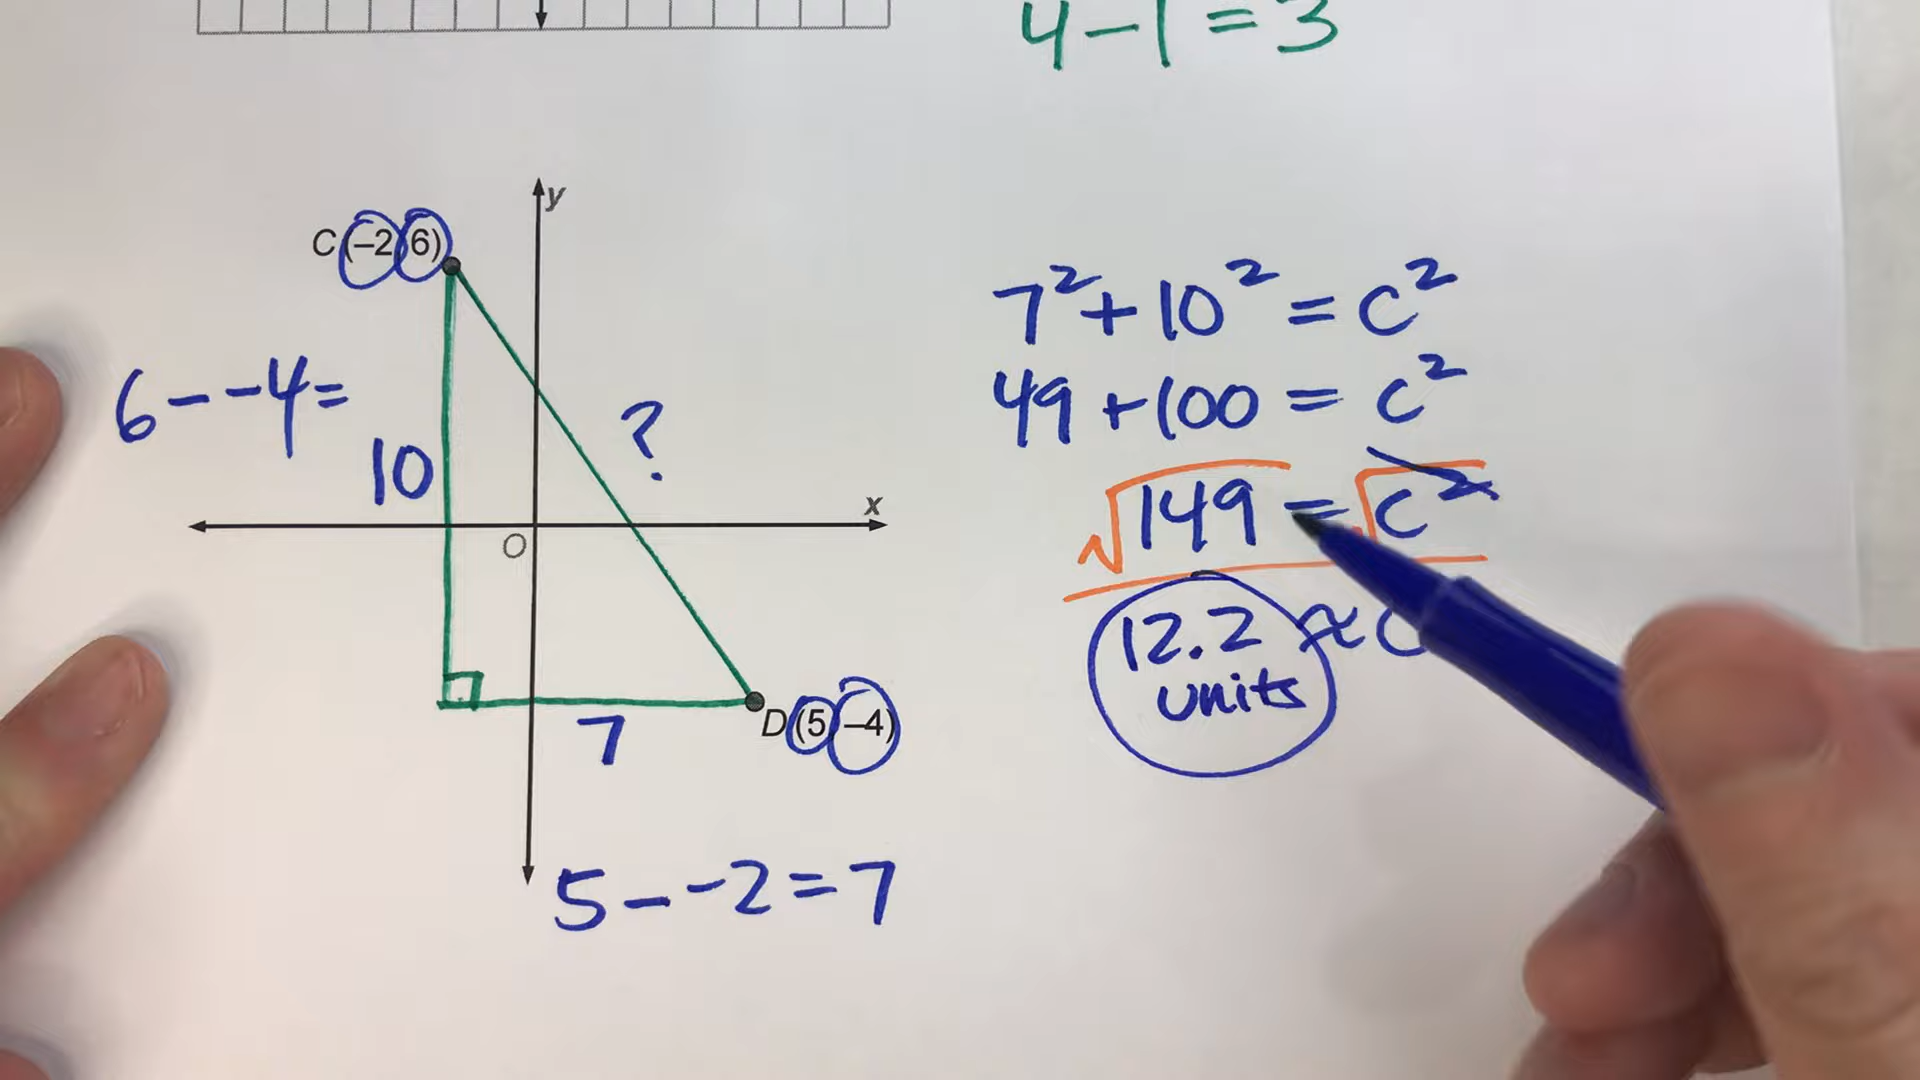 4-1=3
y
C(-2,6)
7²+10²=c²
6--4=
10
?
49+100=c²
x
√149=√c²
O
12.2≈c
units
D(5,-4)
7
5--2=7